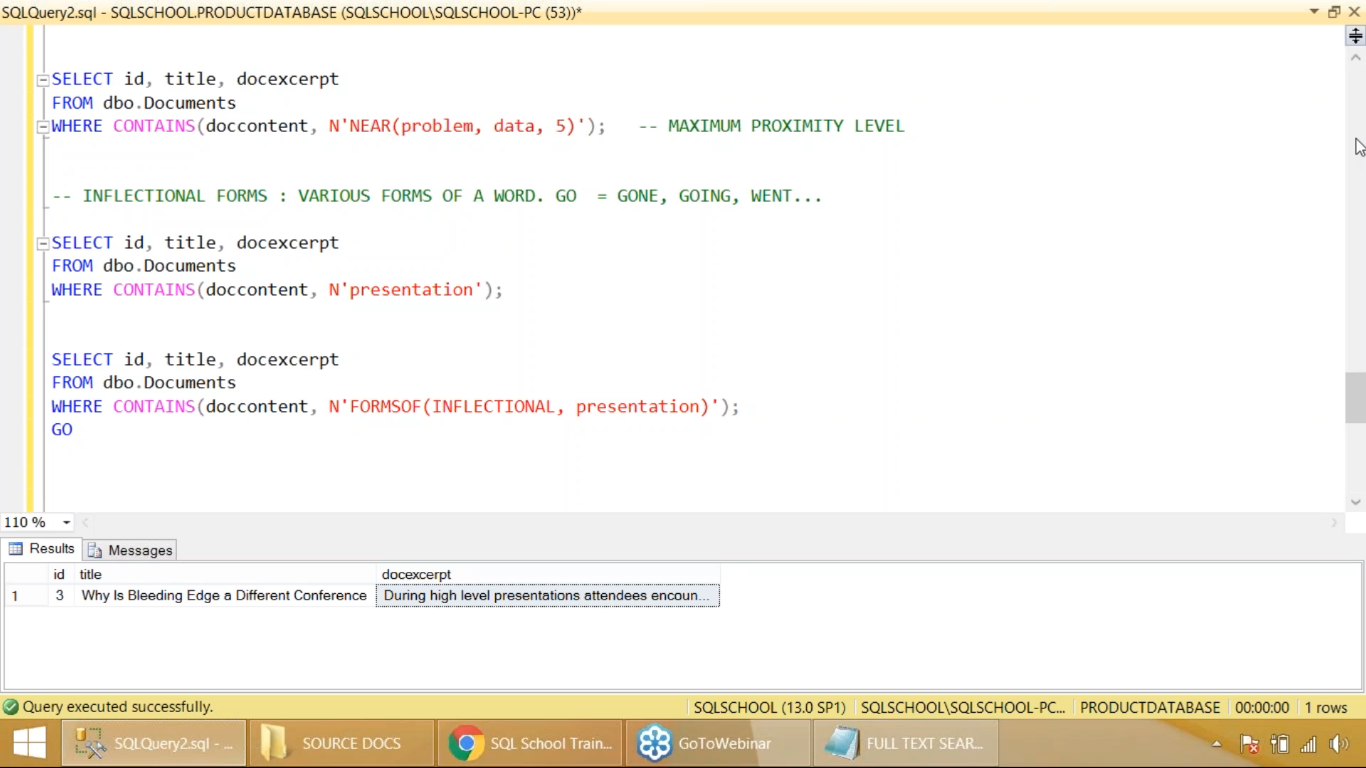 SQLQuery2.sql - SQLSCHOOL.PRODUCTDATABASE (SQLSCHOOL\SQLSCHOOL-PC (53))*
SELECT id, title, docexcerpt
FROM dbo.Documents
WHERE CONTAINS(doccontent, N'NEAR(problem, data, 5)');   -- MAXIMUM PROXIMITY LEVEL
-- INFLECTIONAL FORMS : VARIOUS FORMS OF A WORD. GO  = GONE, GOING, WENT...
SELECT id, title, docexcerpt
FROM dbo.Documents
WHERE CONTAINS(doccontent, N'presentation');
SELECT id, title, docexcerpt
FROM dbo.Documents
WHERE CONTAINS(doccontent, N'FORMSOF(INFLECTIONAL, presentation)');
GO
110 %
Results Messages
id title docexcerpt
1 3 Why Is Bleeding Edge a Different Conference During high level presentations attendees encoun...
Query executed successfully. SQLSCHOOL (13.0 SP1) SQLSCHOOL\SQLSCHOOL-PC... PRODUCTDATABASE 00:00:00 1 rows
SQLQuery2.sql - ... SOURCE DOCS SQL School Train... GoToWebinar FULL TEXT SEAR...